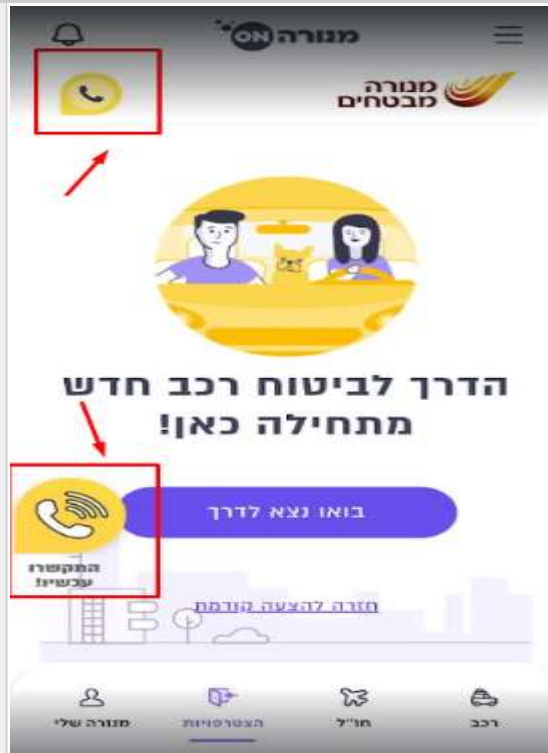 מנורה ON
מנורה
מבטחים
הדרך לביטוח רכב חדש
מתחילה כאן!
בואו נצא לדרך
התקשרו
עכשיו!
חזרה להצעה קודמת
רכב
חו"ל
הצטרפויות
מנורה שלי